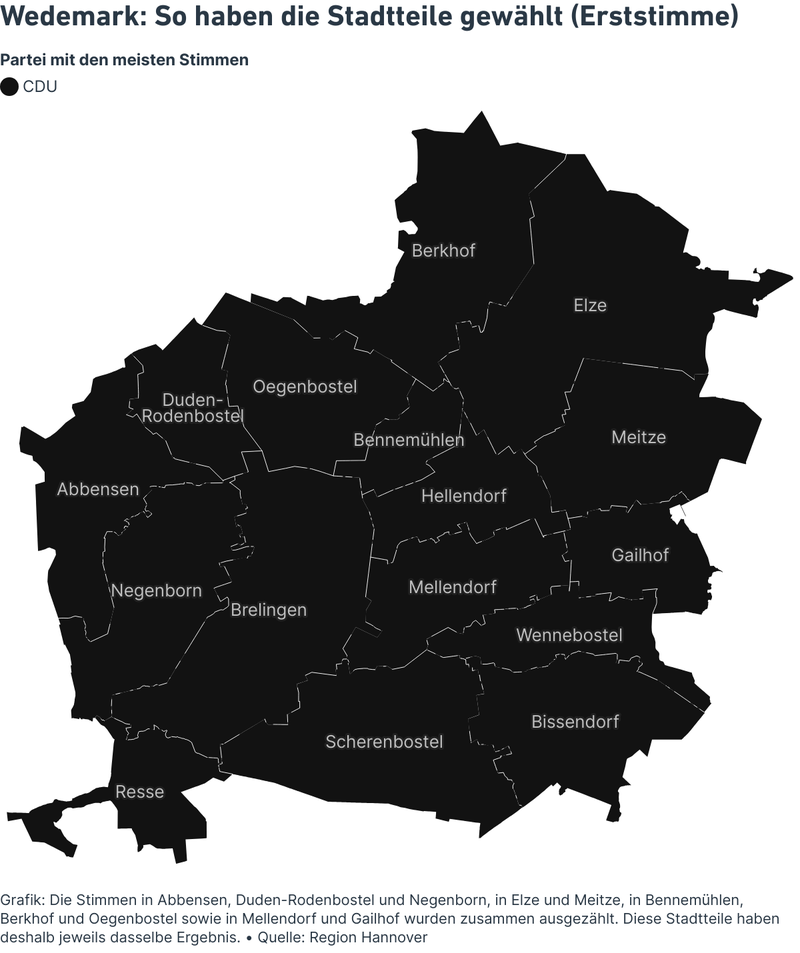 Wedemark: So haben die Stadtteile gewählt (Erststimme)
Partei mit den meisten Stimmen
CDU
Berkhof
Elze
Oegenbostel
Duden-
Rodenbostel
Bennemühlen
Meitze
Abbensen
Hellendorf
Gailhof
Negenborn
Mellendorf
Brelingen
Wennebostel
Bissendorf
Scherenbostel
Resse
Grafik: Die Stimmen in Abbensen, Duden-Rodenbostel und Negenborn, in Elze und Meitze, in Bennemühlen,
Berkhof und Oegenbostel sowie in Mellendorf und Gailhof wurden zusammen ausgezählt. Diese Stadtteile haben
deshalb jeweils dasselbe Ergebnis. • Quelle: Region Hannover